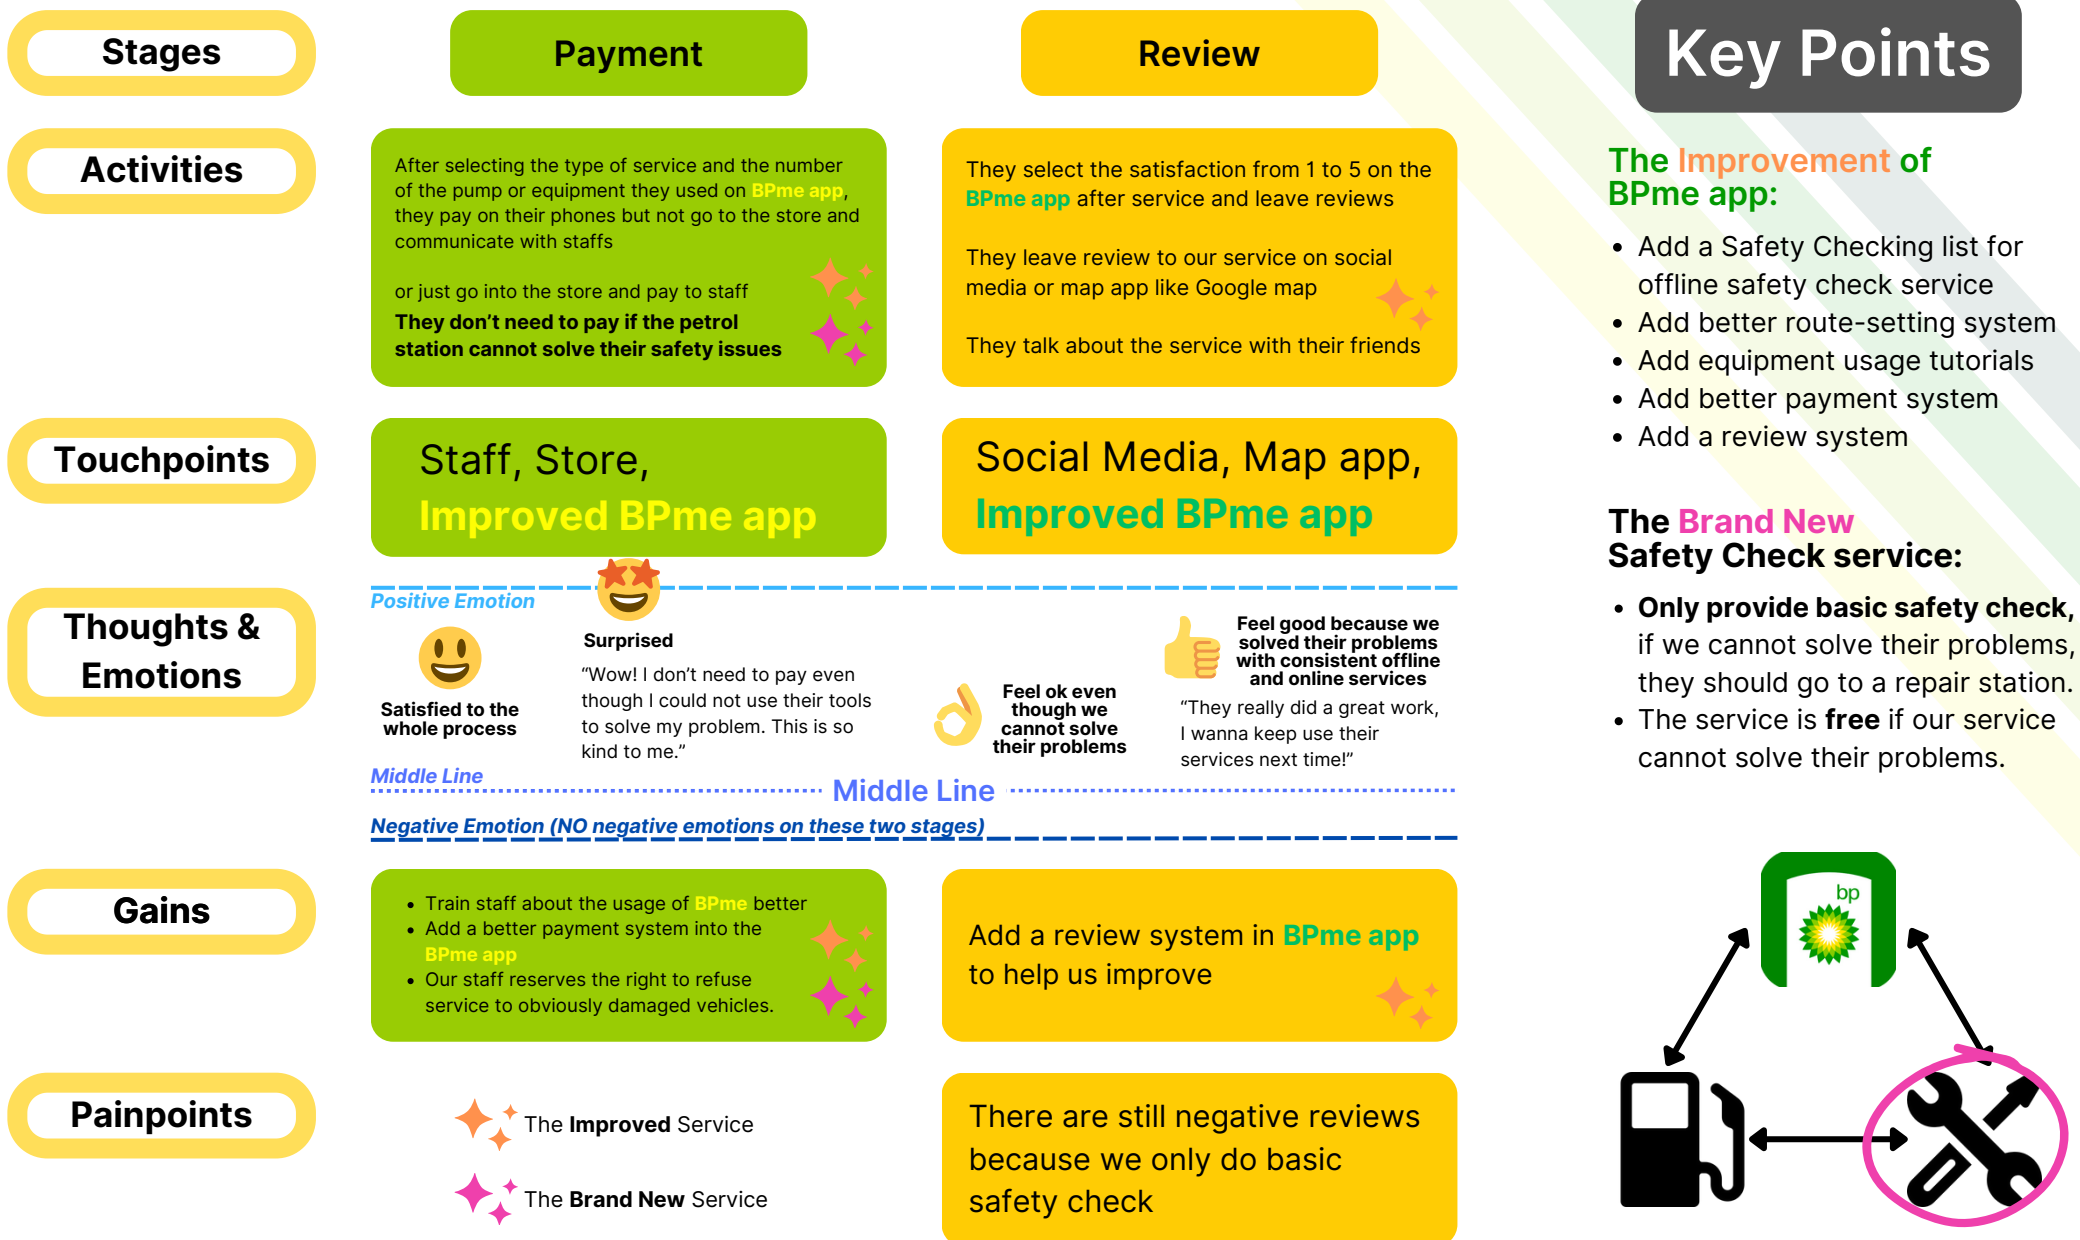 Stages
Payment
Review
Key Points
Activities
After selecting the type of service and the number
of the pump or equipment they used on BPme app,
they pay on their phones but not go to the store and
communicate with staffs
or just go into the store and pay to staff
They don't need to pay if the petrol
station cannot solve their safety issues
They select the satisfaction from 1 to 5 on the
BPme app after service and leave reviews
They leave review to our service on social
media or map app like Google map
They talk about the service with their friends
The Improvement of
BPme app:
• Add a Safety Checking list for
offline safety check service
• Add better route-setting system
• Add equipment usage tutorials
• Add better payment system
• Add a review system
Touchpoints
Staff, Store,
Improved BPme app
Social Media, Map app,
Improved BPme app
The Brand New
Safety Check service:
• Only provide basic safety check,
if we cannot solve their problems,
they should go to a repair station.
• The service is free if our service
cannot solve their problems.
Thoughts &
Emotions
Positive Emotion
Satisfied to the
whole process
Surprised
“Wow! I don’t need to pay even
though I could not use their tools
to solve my problem. This is so
kind to me.”
Feel ok even
though we
cannot solve
their problems
Feel good because we
solved their problems
with consistent offline
and online services
“They really did a great work,
I wanna keep use their
services next time!”
Middle Line
Middle Line
Negative Emotion (NO negative emotions on these two stages)
Gains
• Train staff about the usage of BPme better
• Add a better payment system into the
BPme app
• Our staff reserves the right to refuse
service to obviously damaged vehicles.
Add a review system in BPme app
to help us improve
bp
Painpoints
The Improved Service
The Brand New Service
There are still negative reviews
because we only do basic
safety check